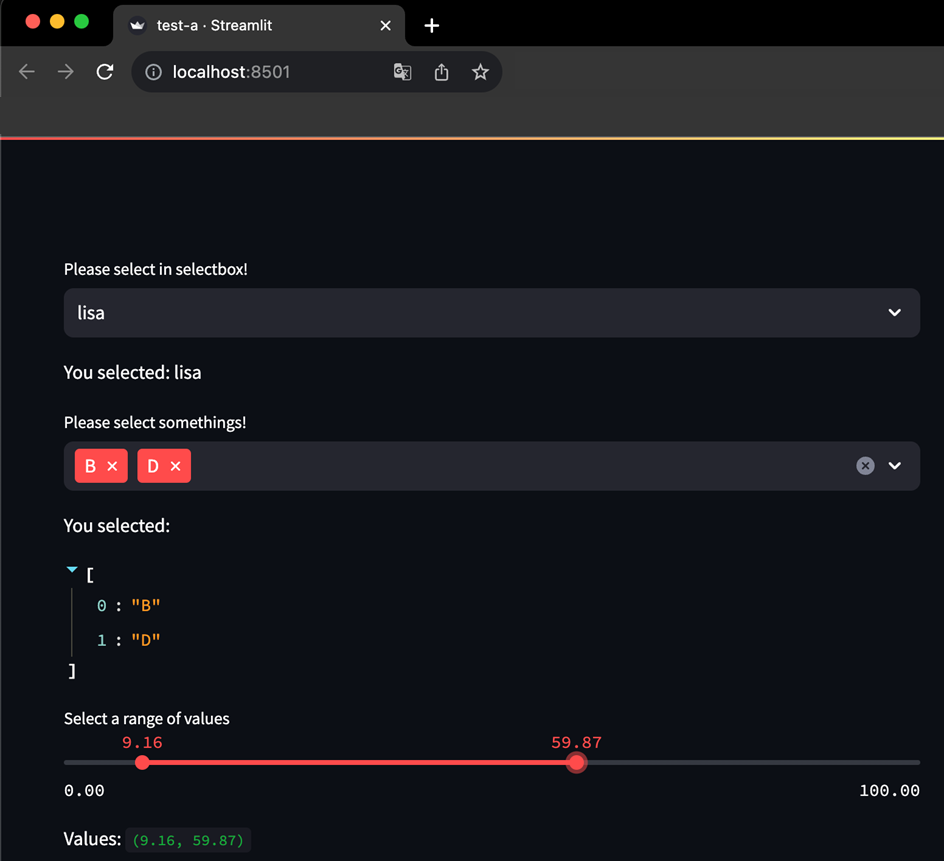 test-a · Streamlit
localhost:8501
Please select in selectbox!
lisa
You selected: lisa
Please select somethings!
B × D ×
You selected:
[
0 : "B"
1 : "D"
]
Select a range of values
9.16 59.87
0.00 100.00
Values: (9.16, 59.87)